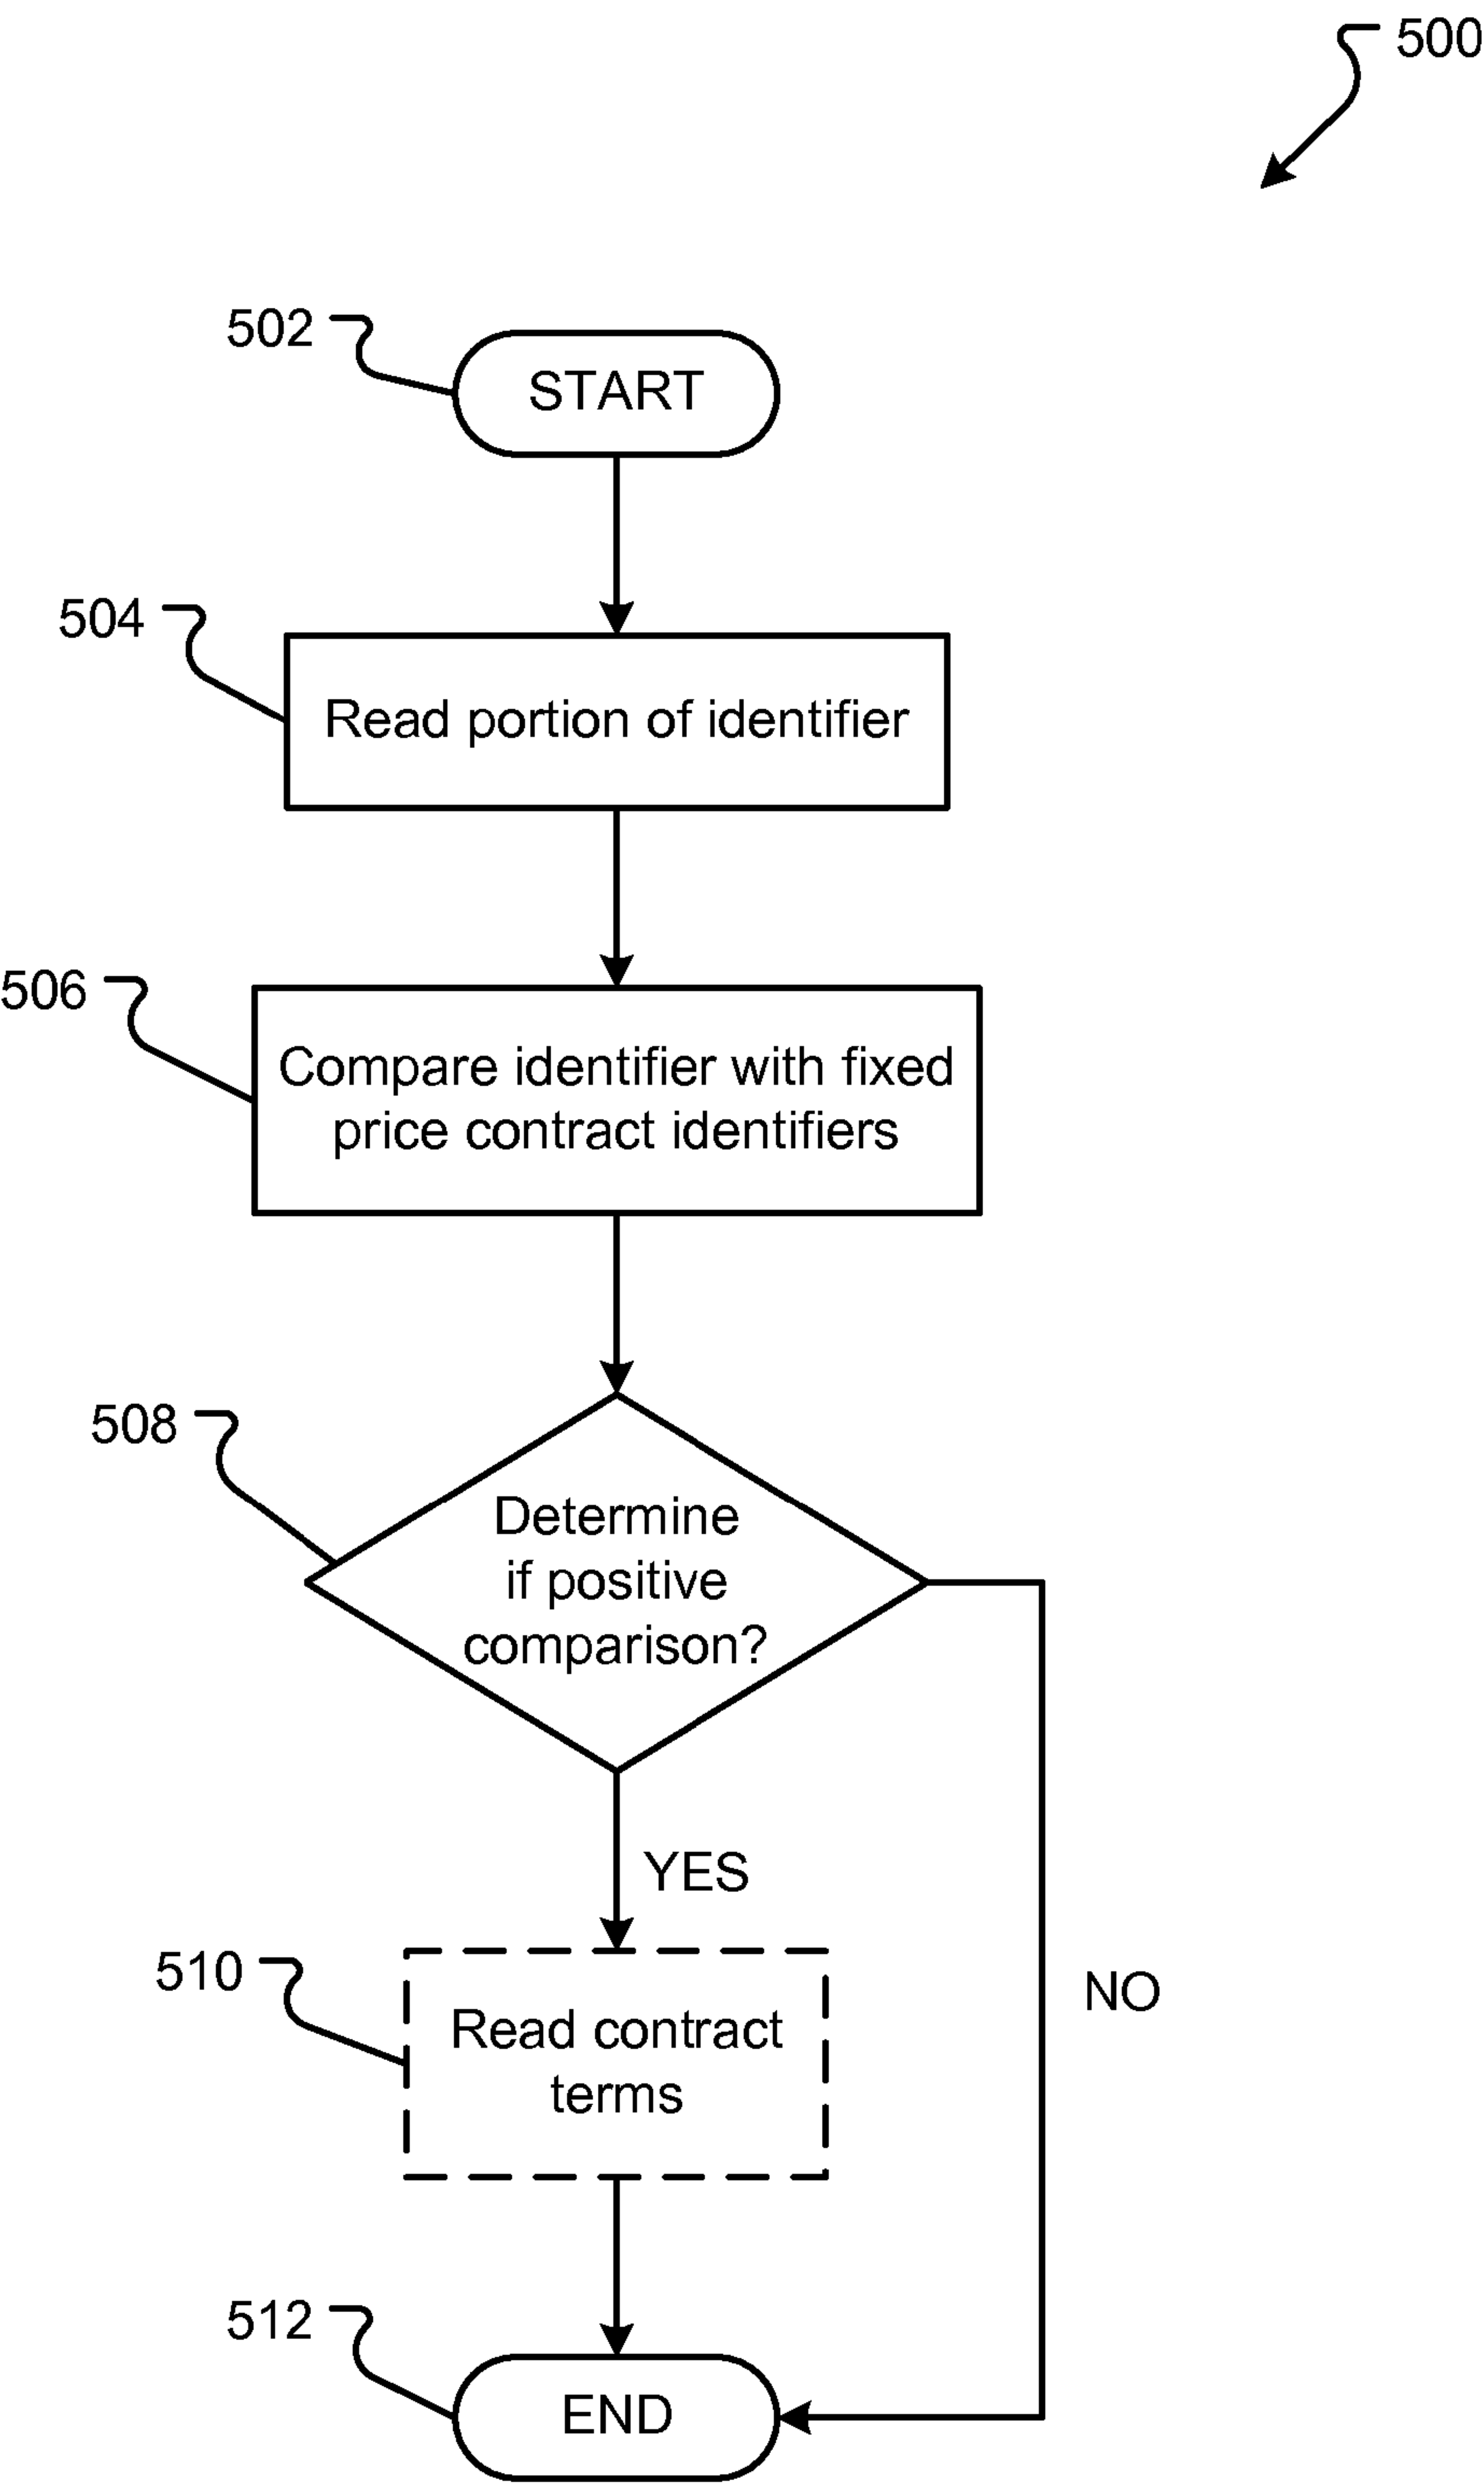 500
502
START
504
Read portion of identifier
506
Compare identifier with fixed
price contract identifiers
508
Determine
if positive
comparison?
YES
510
Read contract
terms
NO
512
END